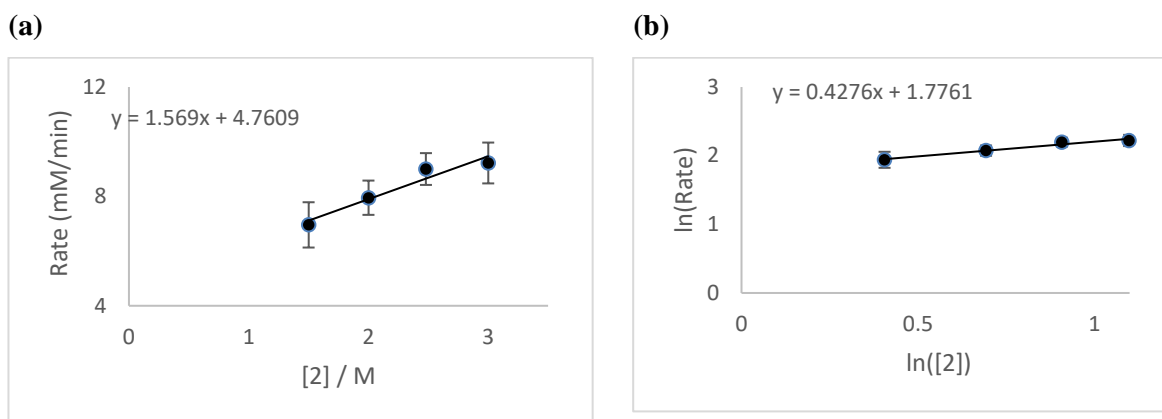 (a)
12
y = 1.569x + 4.7609
Rate (mM/min)
8
4
0 1 2 3
[2] / M
(b)
3
y = 0.4276x + 1.7761
ln(Rate)
2
1
0
0 0.5 1
ln([2])